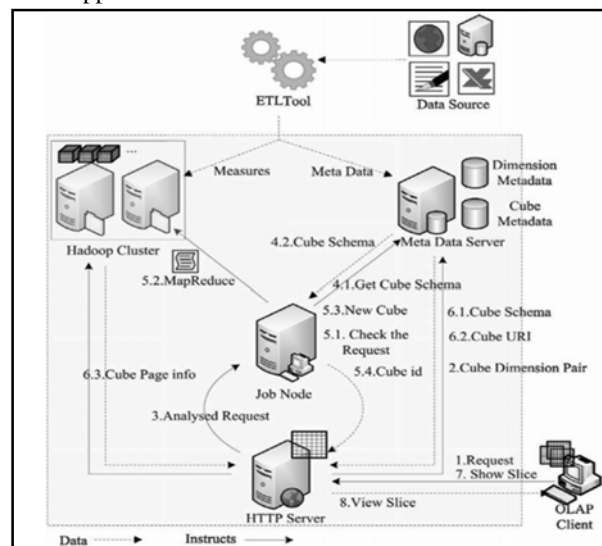 ETLTool
Data Source
Measures
Meta Data
Dimension
Metadata
Cube
Metadata
Hadoop Cluster
Meta Data Server
4.2.Cube Schema
5.2.MapReduce
4.1.Get Cube Schema
5.3.New Cube
5.1. Check the
Request
6.1.Cube Schema
6.2.Cube URI
2.Cube Dimension Pair
6.3.Cube Page info
Job Node
5.4.Cube id
3.Analysed Request
1.Request
7. Show Slice
8.View Slice
HTTP Server
OLAP
Client
Data
Instructs